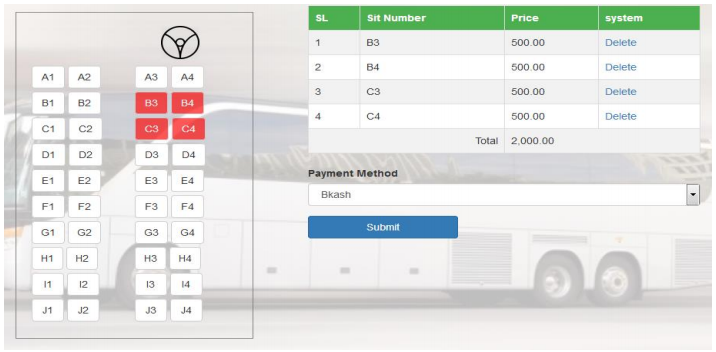 A1 A2 A3 A4
B1 B2 B3 B4
C1 C2 C3 C4
D1 D2 D3 D4
E1 E2 E3 E4
F1 F2 F3 F4
G1 G2 G3 G4
H1 H2 H3 H4
I1 I2 I3 I4
J1 J2 J3 J4
SL Sit Number Price system
1 B3 500.00 Delete
2 B4 500.00 Delete
3 C3 500.00 Delete
4 C4 500.00 Delete
Total 2,000.00
Payment Method
Bkash
Submit